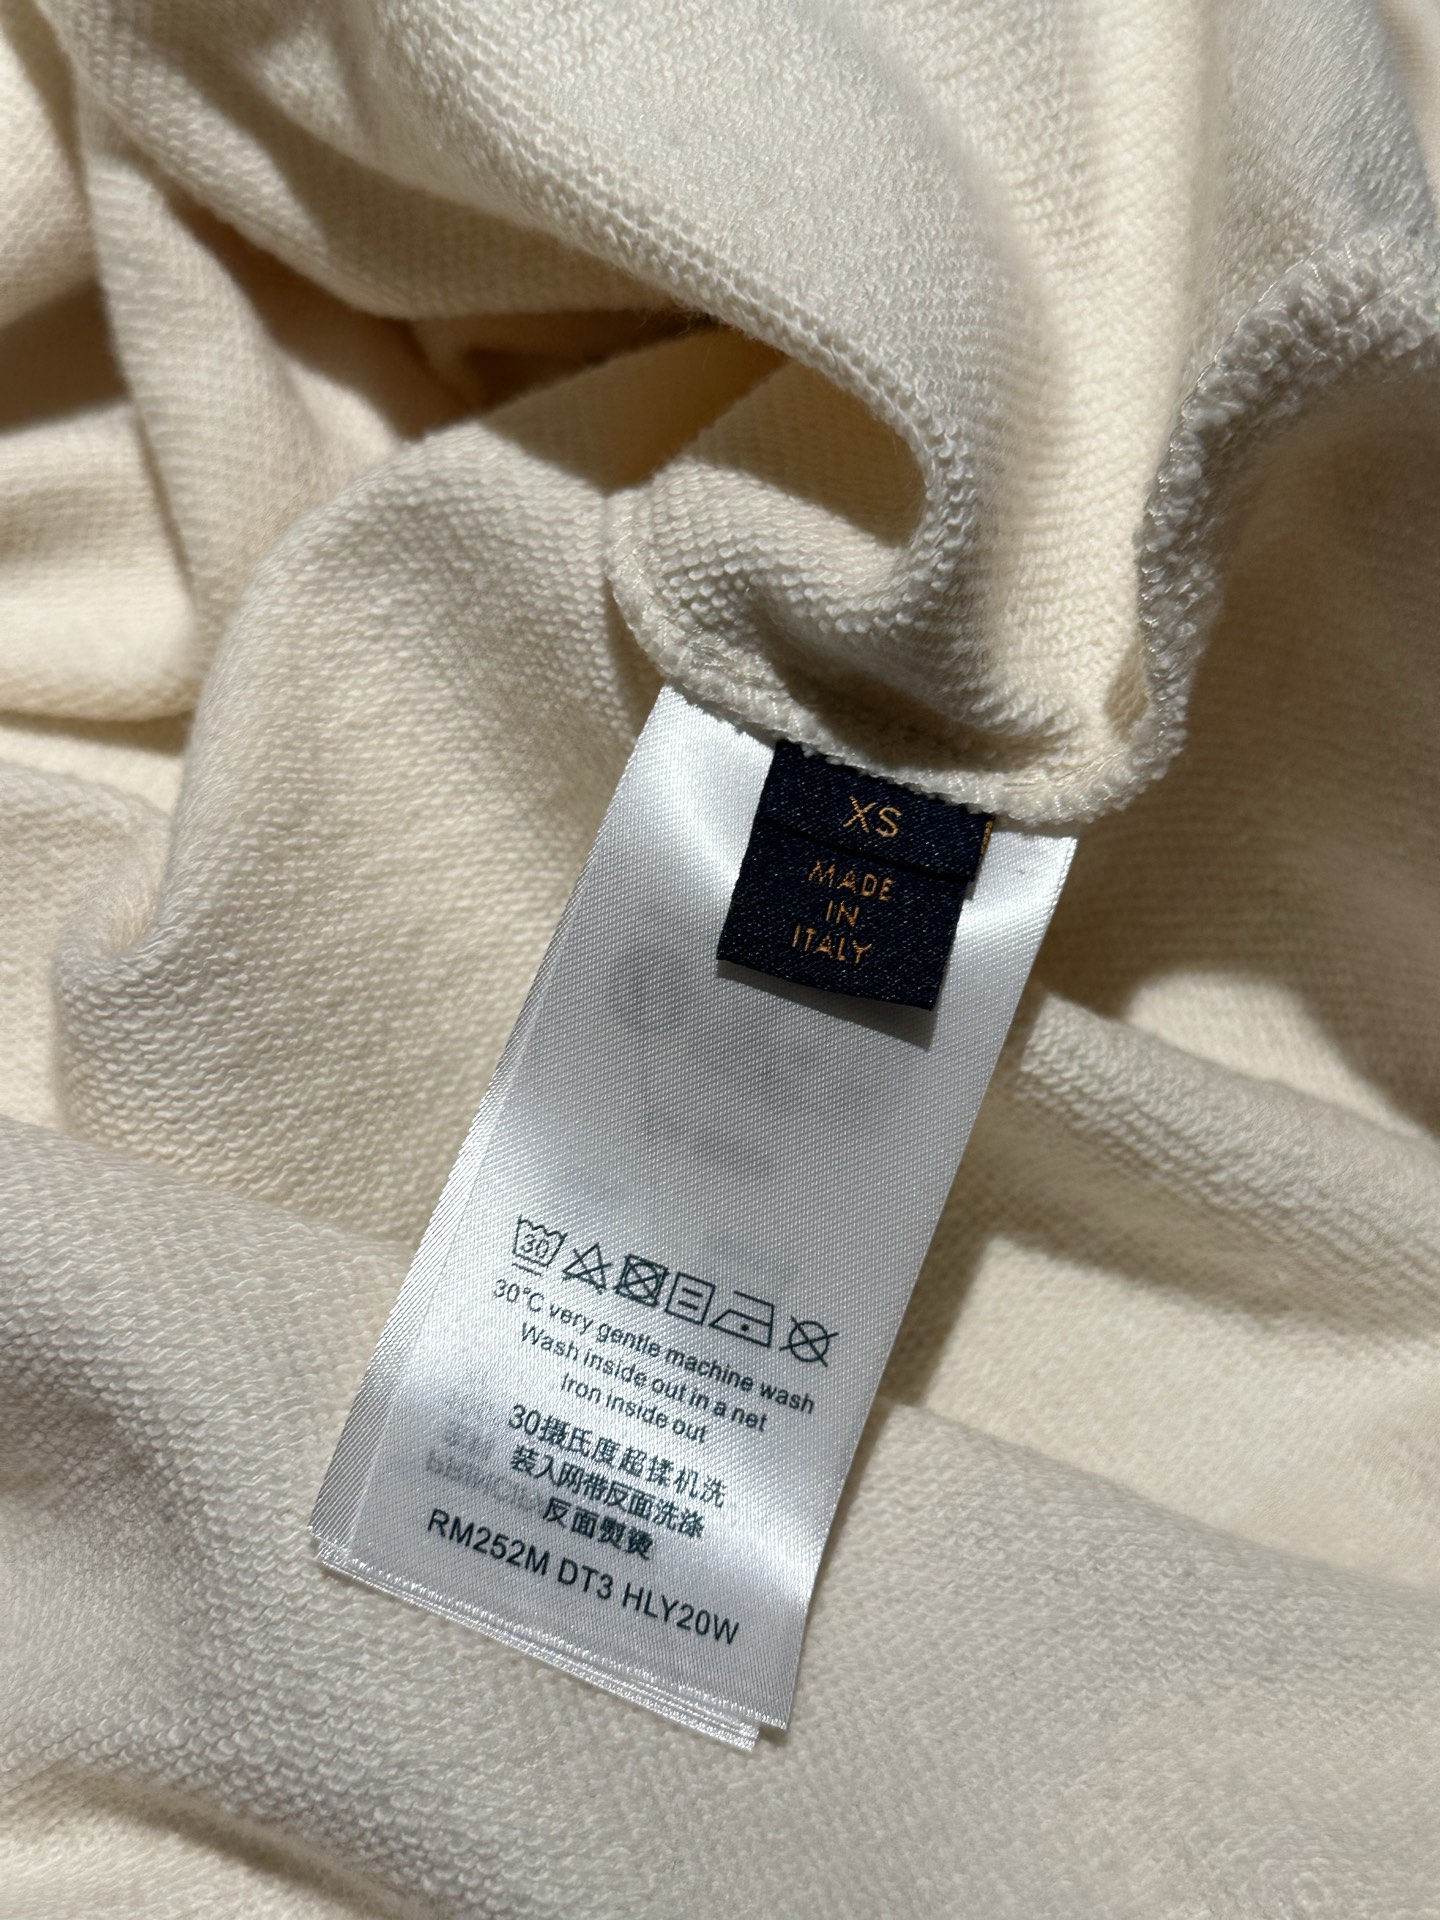 XS
MADE
IN
ITALY
30
30°C very gentle machine wash
Wash inside out in a net
Iron inside out
30摄氏度超揉机洗
装入网带反面洗涤
反面熨烫
RM252M DT3 HLY20W